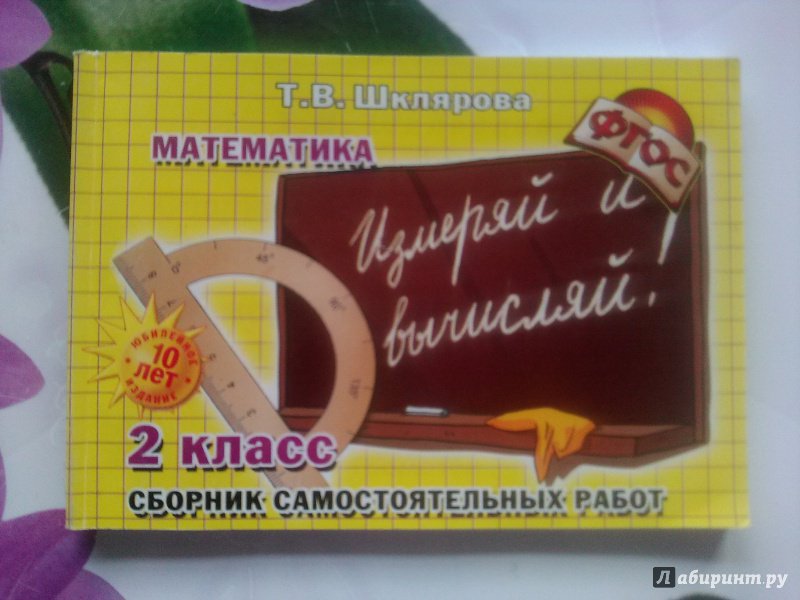 Т.В. Шклярова
ФГОС
МАТЕМАТИКА
Измеряй и
вычисляй!
ЮБИЛЕЙНОЕ
10
лет
ИЗДАНИЕ
2 класс
СБОРНИК САМОСТОЯТЕЛЬНЫХ РАБОТ
Лабиринт.ру